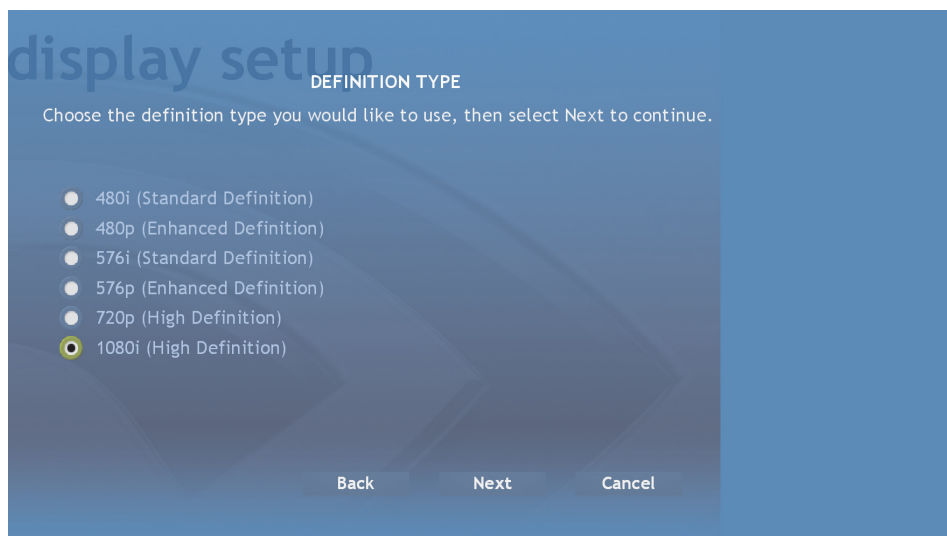 display setup
DEFINITION TYPE
Choose the definition type you would like to use, then select Next to continue.
480i (Standard Definition)
480p (Enhanced Definition)
576i (Standard Definition)
576p (Enhanced Definition)
720p (High Definition)
1080i (High Definition)
Back Next Cancel